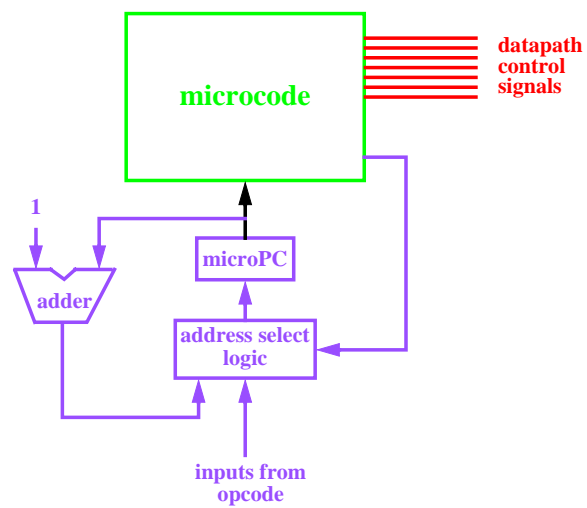 microcode
datapath
control
signals
1
microPC
adder
address select
logic
inputs from
opcode